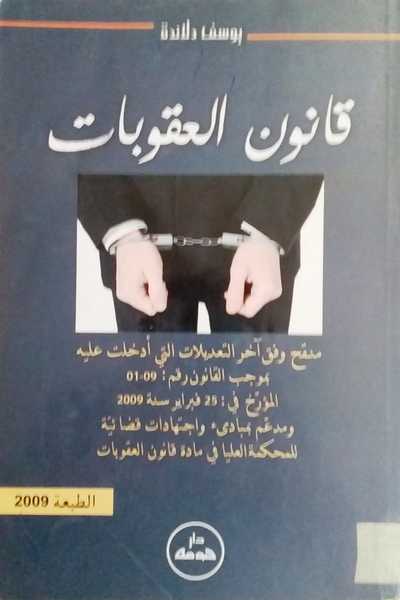 يوسف دلاندة
قانون العقوبات
منقح وفق آخر التعديلات التي أدخلت عليه
بموجب القانون رقم: 09-01
المؤرخ في: 25 فبراير سنة 2009
ومدعم بمبادىء واجتهادات قضائية
للمحكمة العليا في مادة قانون العقوبات
الطبعة 2009
دار
هومه